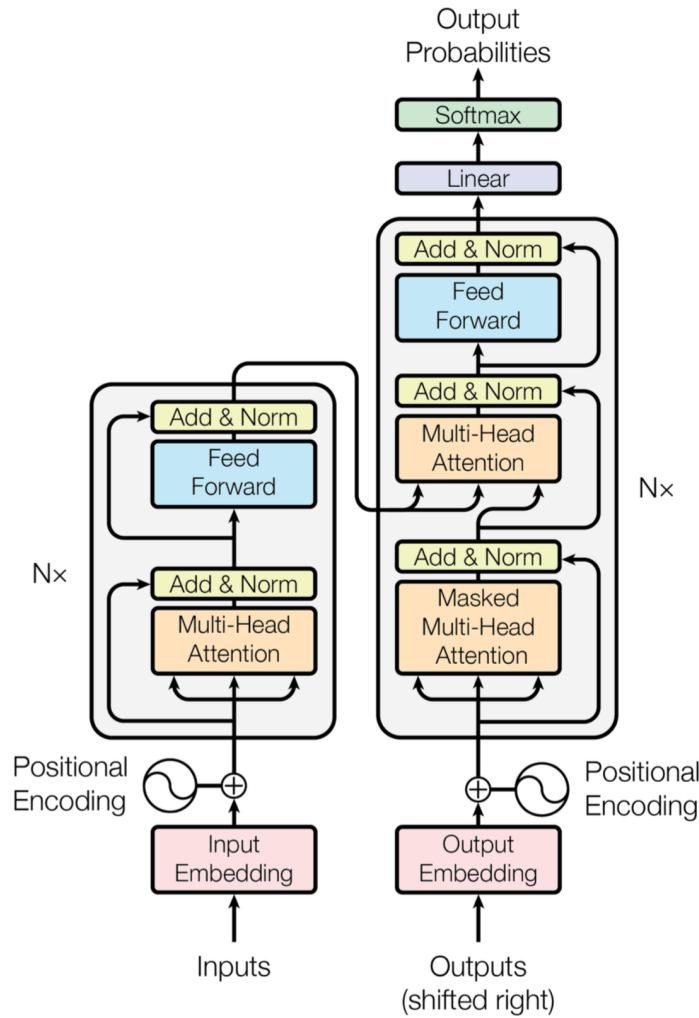 Output
Probabilities
Softmax
Linear
Add & Norm
Feed
Forward
Add & Norm
Multi-Head
Attention
Add & Norm
Masked
Multi-Head
Attention
Nx
Add & Norm
Feed
Forward
Add & Norm
Multi-Head
Attention
Nx
Positional
Encoding
Positional
Encoding
Input
Embedding
Output
Embedding
Inputs
Outputs
(shifted right)